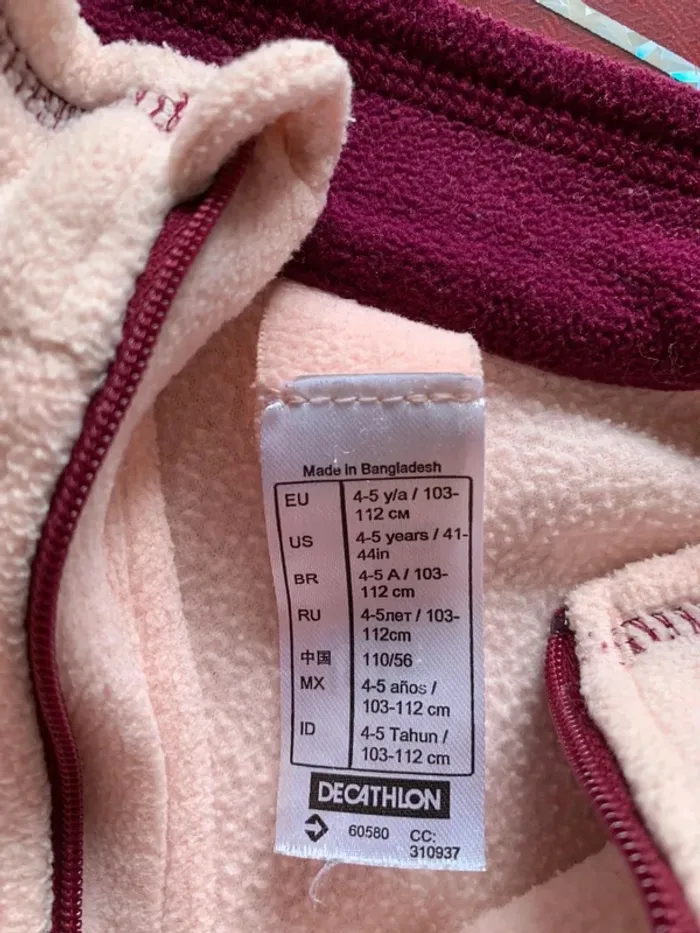 Made in Bangladesh
EU 4-5 y/a / 103-
112 см
US 4-5 years / 41-
44in
BR 4-5 A / 103-
112 cm
RU 4-5лет / 103-
112cm
中国 110/56
MX 4-5 años /
103-112 cm
ID 4-5 Tahun /
103-112 cm
DECATHLON
60580 CC:
310937